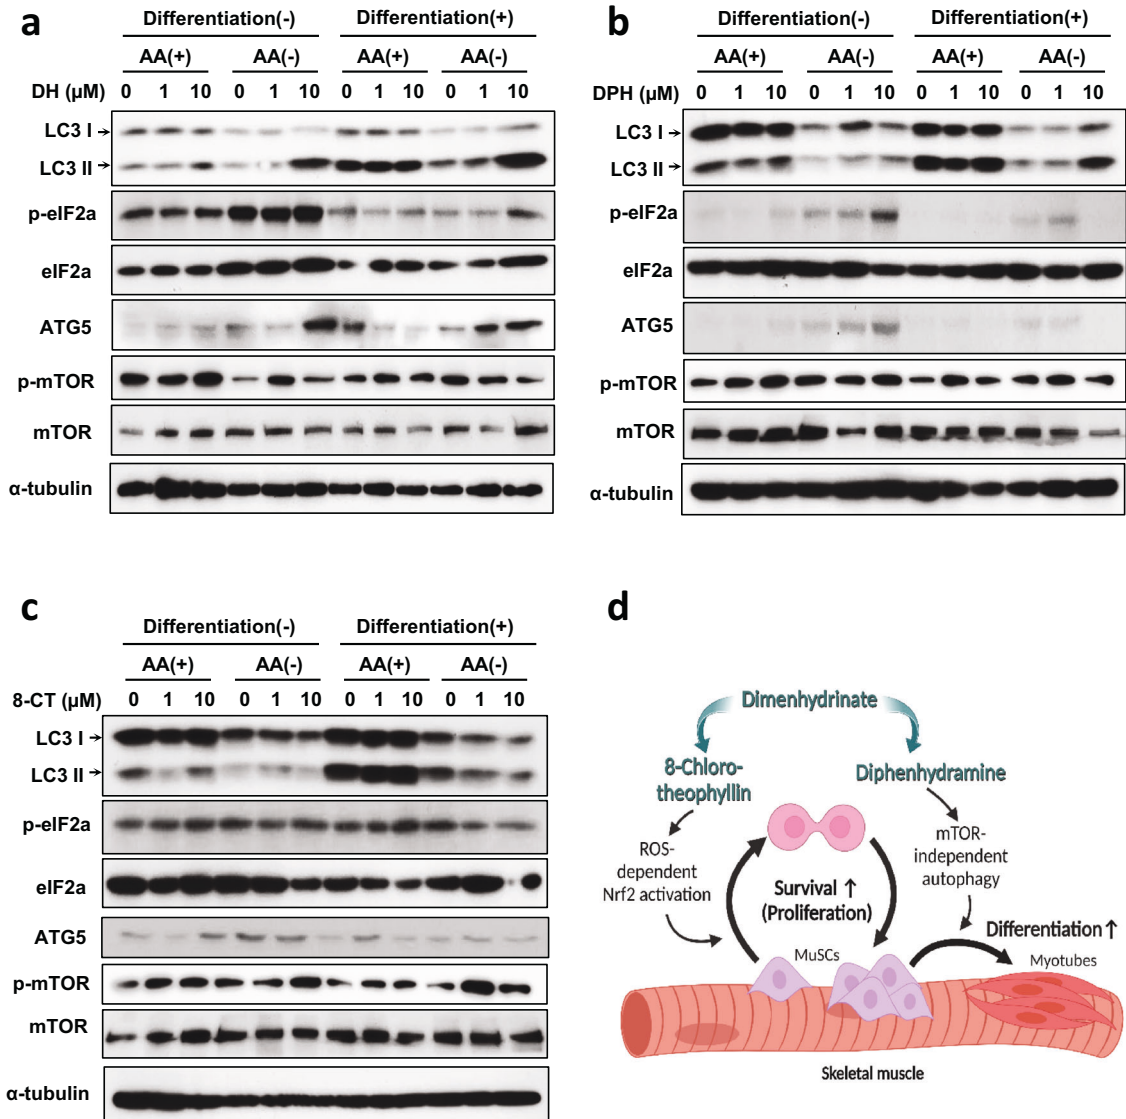 a
Differentiation(-) Differentiation(+)
AA(+) AA(-) AA(+) AA(-)
DH (µM) 0 1 10 0 1 10 0 1 10 0 1 10
LC3 I
LC3 II
p-eIF2a
eIF2a
ATG5
p-mTOR
mTOR
α-tubulin
b
Differentiation(-) Differentiation(+)
AA(+) AA(-) AA(+) AA(-)
DPH (µM) 0 1 10 0 1 10 0 1 10 0 1 10
LC3 I
LC3 II
p-eIF2a
eIF2a
ATG5
p-mTOR
mTOR
α-tubulin
c
Differentiation(-) Differentiation(+)
AA(+) AA(-) AA(+) AA(-)
8-CT (µM) 0 1 10 0 1 10 0 1 10 0 1 10
LC3 I
LC3 II
p-eIF2a
eIF2a
ATG5
p-mTOR
mTOR
α-tubulin
d
Dimenhydrinate
8-Chloro-
theophyllin
Diphenhydramine
ROS-
dependent
Nrf2 activation
mTOR-
independent
autophagy
Survival ↑
(Proliferation)
Differentiation ↑
MuSCs
Myotubes
Skeletal muscle